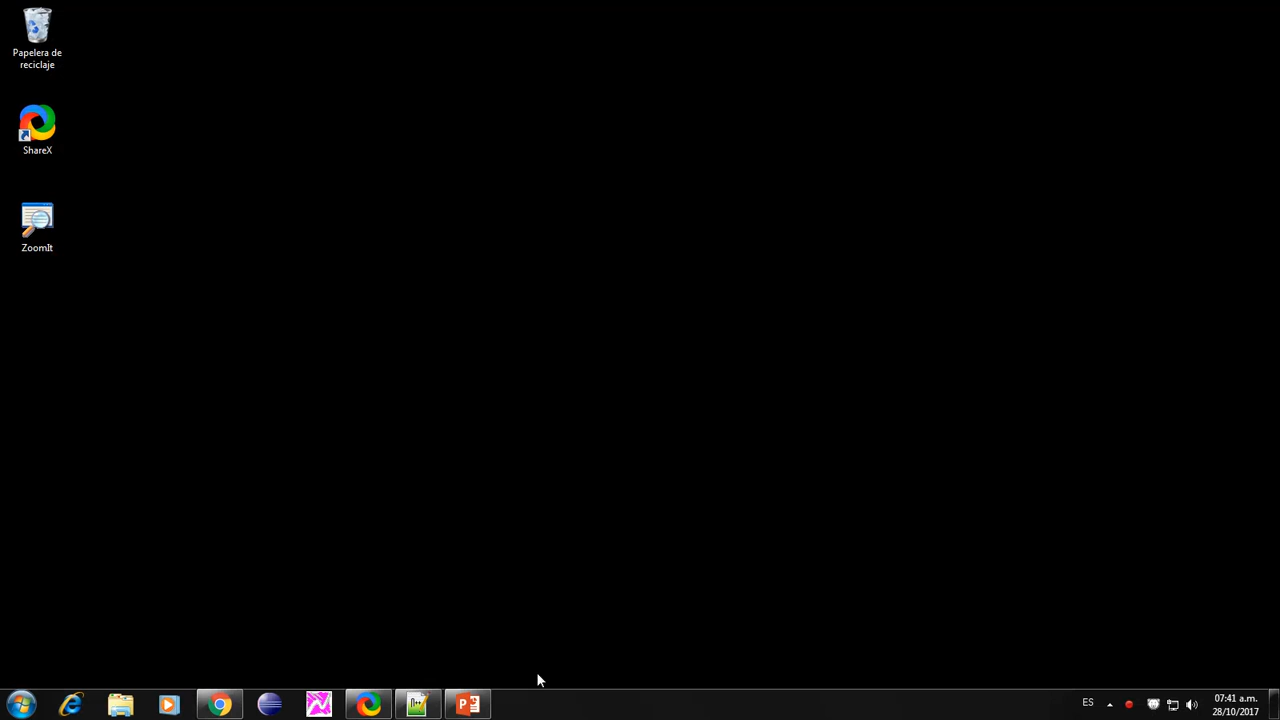 Papelera de
reciclaje
ShareX
ZoomIt
ES
07:41 a.m.
28/10/2017